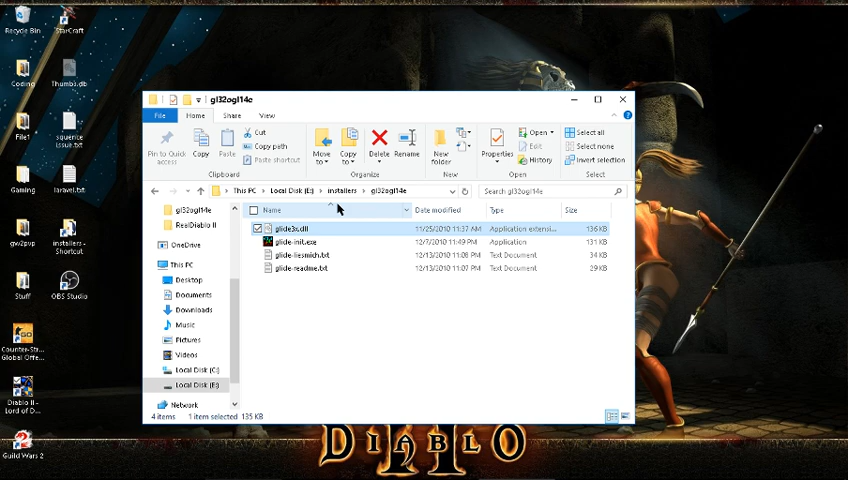 Recycle Bin
StarCraft
Coding
Thumbs.db
File1
squence
issue.txt
Gaming
laravel.txt
gw2pvp
installers -
Shortcut
Stuff
OBS Studio
Counter-Str...
Global Offe...
Diablo II -
Lord of D...
Guild Wars 2
gl32ogl14e
File
Home
Share
View
Pin to Quick
access
Copy
Paste
Cut
Copy path
Paste shortcut
Clipboard
Move
to
Copy
to
Delete
Rename
Organize
New
folder
New
Properties
Open
Edit
History
Open
Select all
Select none
Invert selection
Select
This PC > Local Disk (E:) > installers > gl32ogl14e
Search gl32ogl14e
gl32ogl14e
RealDiablo II
OneDrive
This PC
Desktop
Documents
Downloads
Music
Pictures
Videos
Local Disk (C:)
Local Disk (E:)
Network
Name Date modified Type Size
glide3x.dll 11/25/2010 11:37 AM Application extensi... 136 KB
glide-init.exe 12/7/2010 11:49 PM Application 131 KB
glide-liesmich.txt 12/13/2010 11:08 PM Text Document 34 KB
glide-readme.txt 12/13/2010 11:07 PM Text Document 29 KB
4 items 1 item selected 135 KB
DIABLO
II